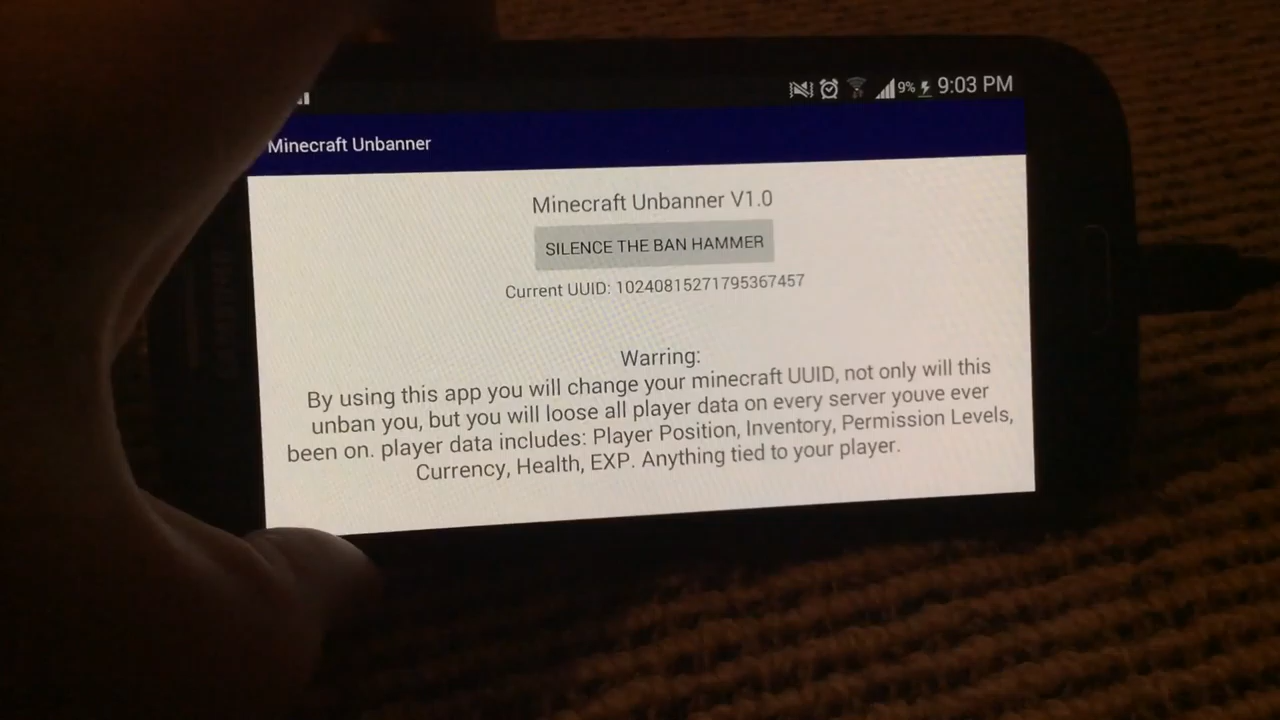 9% 9:03 PM
Minecraft Unbanner
Minecraft Unbanner V1.0
SILENCE THE BAN HAMMER
Current UUID: 10240815271795367457
Warring:
By using this app you will change your minecraft UUID, not only will this
unban you, but you will loose all player data on every server youve ever
been on. player data includes: Player Position, Inventory, Permission Levels,
Currency, Health, EXP. Anything tied to your player.